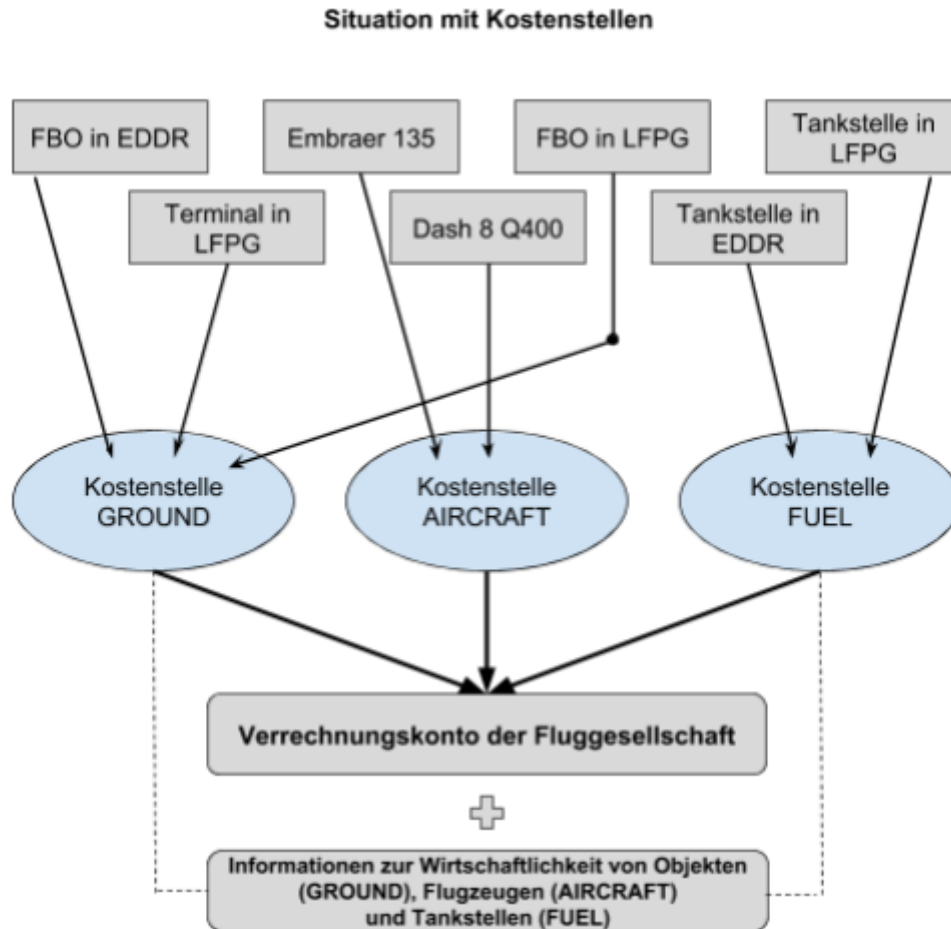 Situation mit Kostenstellen
FBO in EDDR
Embraer 135
FBO in LFPG
Tankstelle in
LFPG
Terminal in
LFPG
Dash 8 Q400
Tankstelle in
EDDR
Kostenstelle
GROUND
Kostenstelle
AIRCRAFT
Kostenstelle
FUEL
Verrechnungskonto der Fluggesellschaft
Informationen zur Wirtschaftlichkeit von Objekten
(GROUND), Flugzeugen (AIRCRAFT)
und Tankstellen (FUEL)